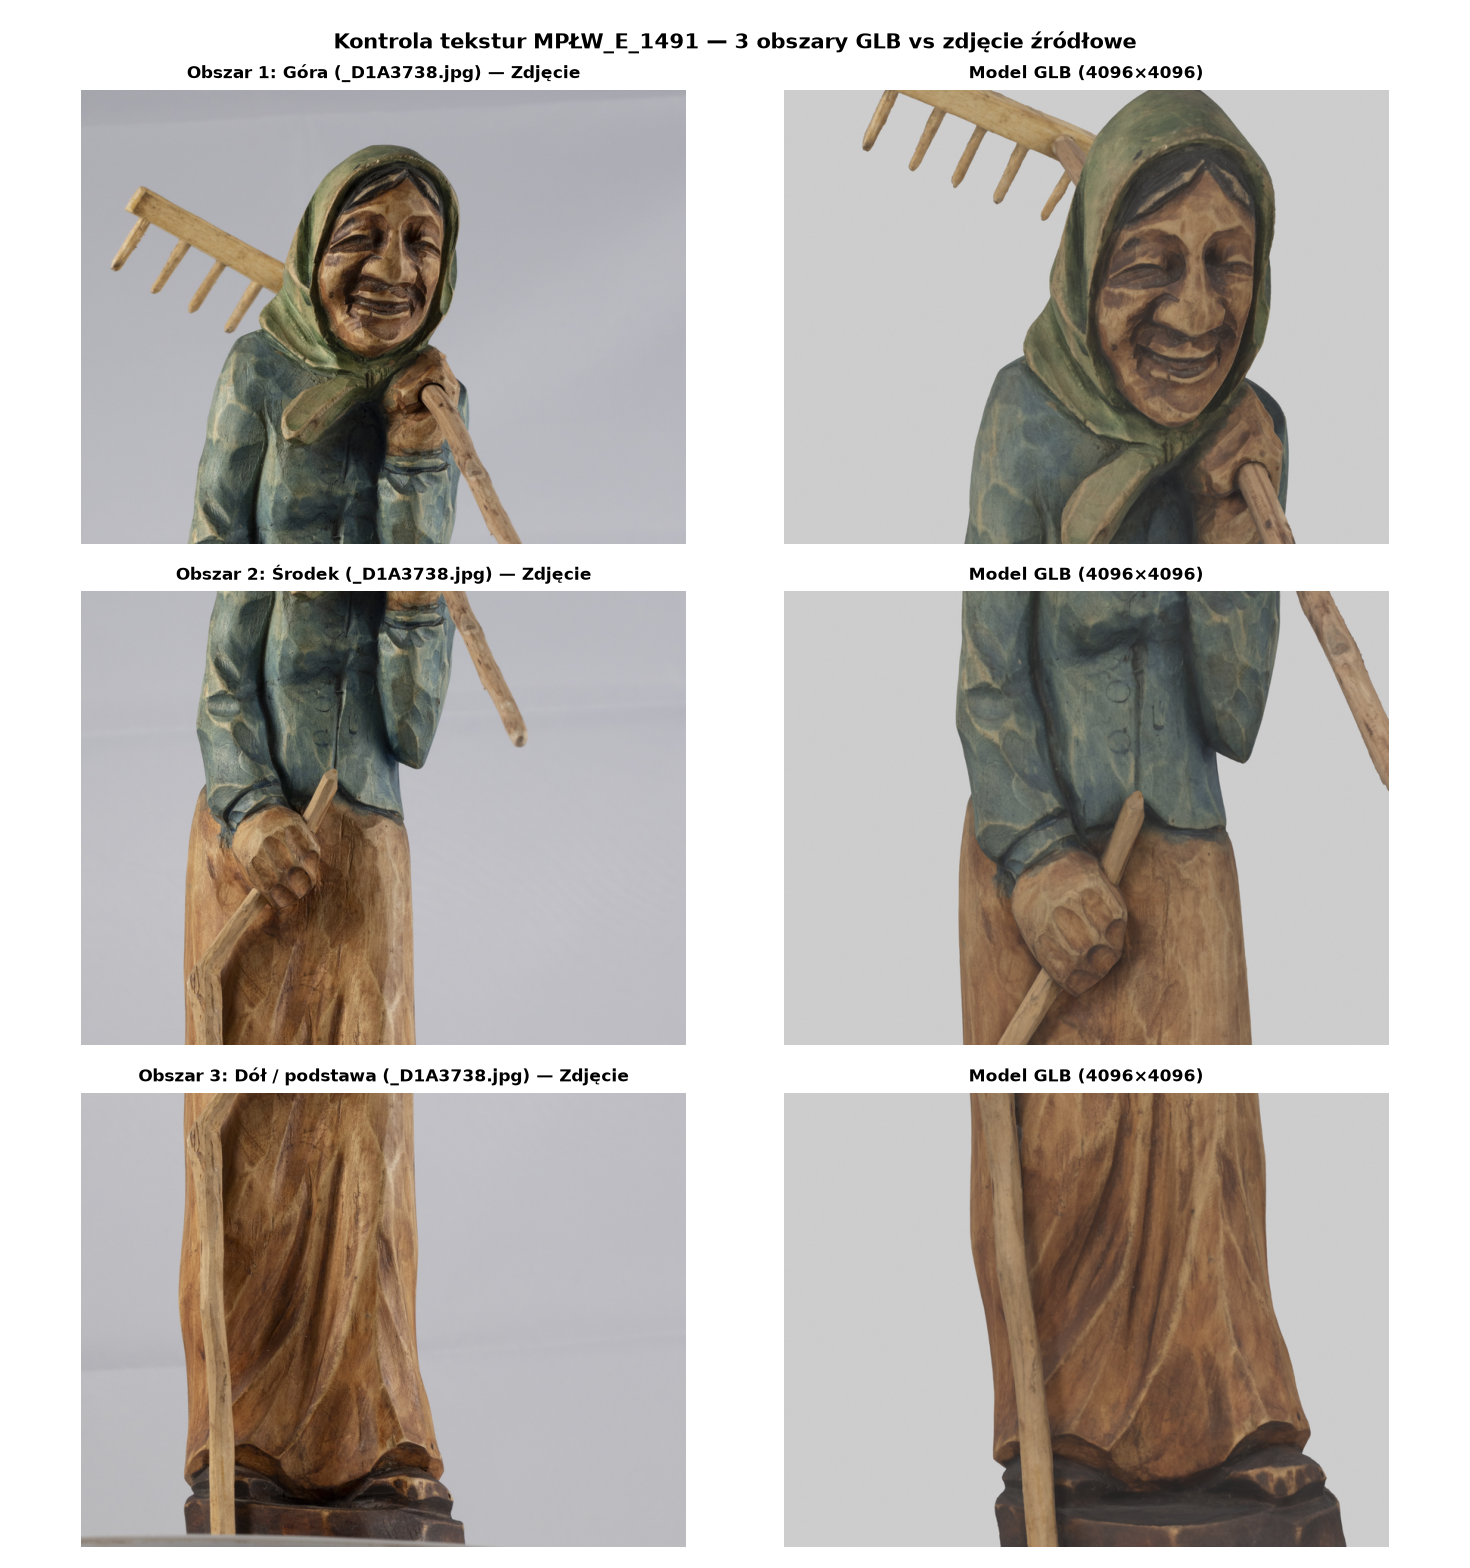 Kontrola tekstur MPŁW_E_1491 — 3 obszary GLB vs zdjęcie źródłowe
Obszar 1: Góra (_D1A3738.jpg) — Zdjęcie
Model GLB (4096×4096)
Obszar 2: Środek (_D1A3738.jpg) — Zdjęcie
Model GLB (4096×4096)
Obszar 3: Dół / podstawa (_D1A3738.jpg) — Zdjęcie
Model GLB (4096×4096)